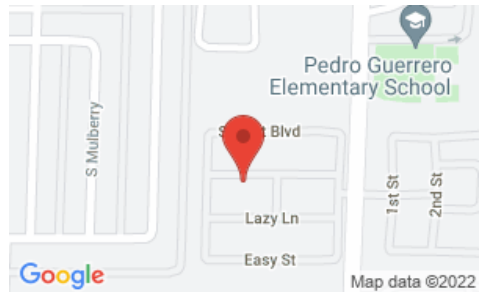 Pedro Guerrero
Elementary School
Blvd
S Mulberry
1st St
2nd St
Lazy Ln
Easy St
Google
Map data ©2022